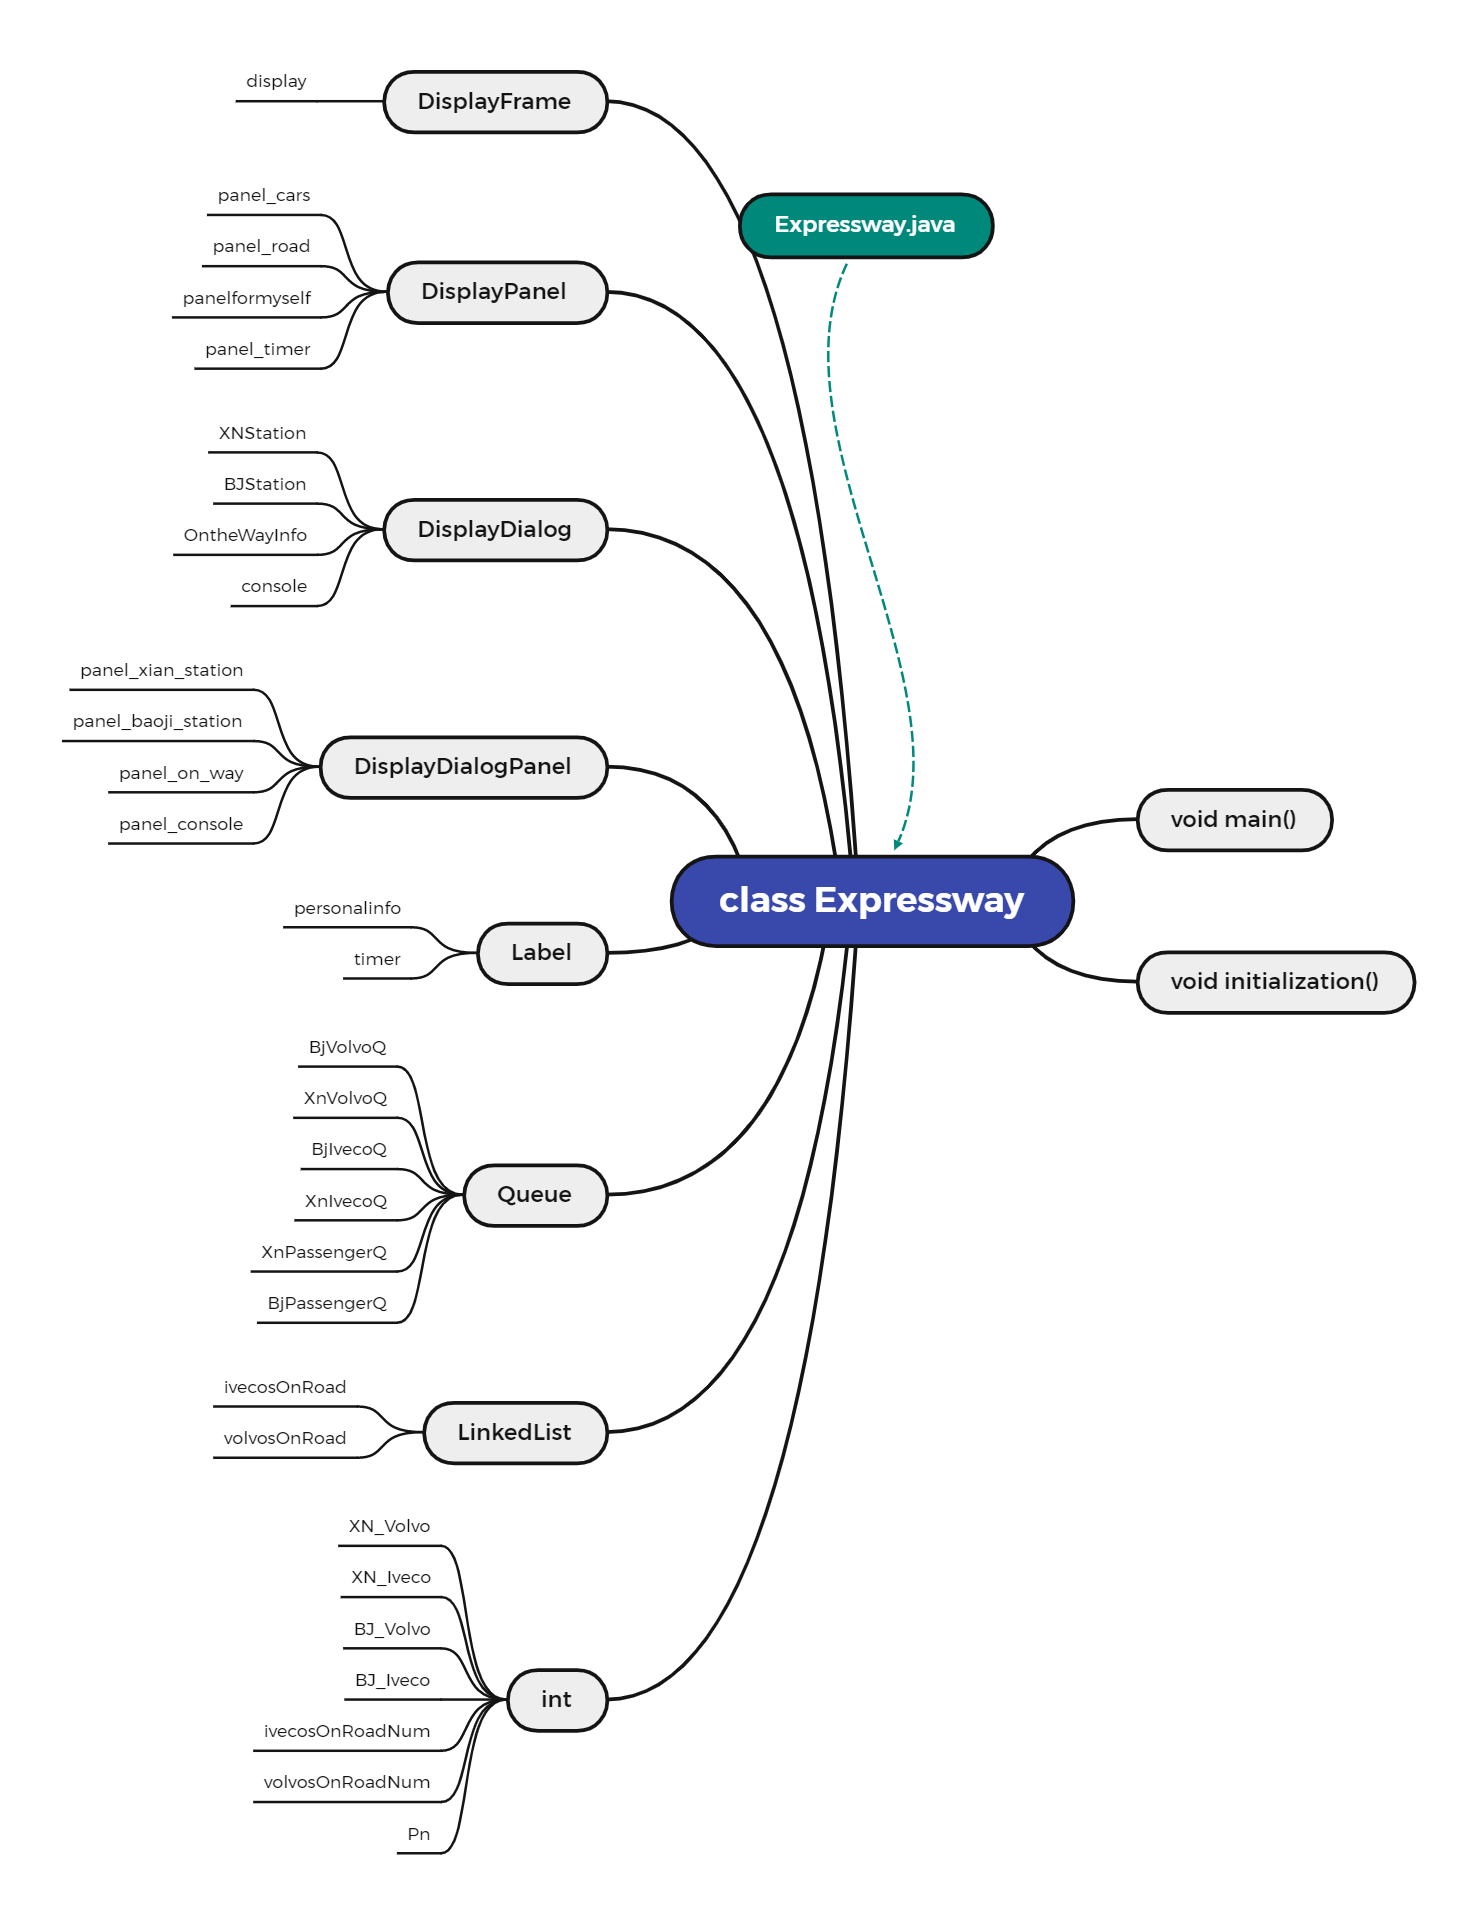 display
DisplayFrame
Expressway.java
panel_cars
panel_road
panelformyself
panel_timer
DisplayPanel
XNStation
BJStation
OntheWayInfo
console
DisplayDialog
panel_xian_station
panel_baoji_station
panel_on_way
panel_console
DisplayDialogPanel
class Expressway
void main()
void initialization()
personalinfo
timer
Label
BjVolvoQ
XnVolvoQ
BjIvecoQ
XnIvecoQ
XnPassengerQ
BjPassengerQ
Queue
ivecosOnRoad
volvosOnRoad
LinkedList
XN_Volvo
XN_Iveco
BJ_Volvo
BJ_Iveco
ivecosOnRoadNum
volvosOnRoadNum
Pn
int